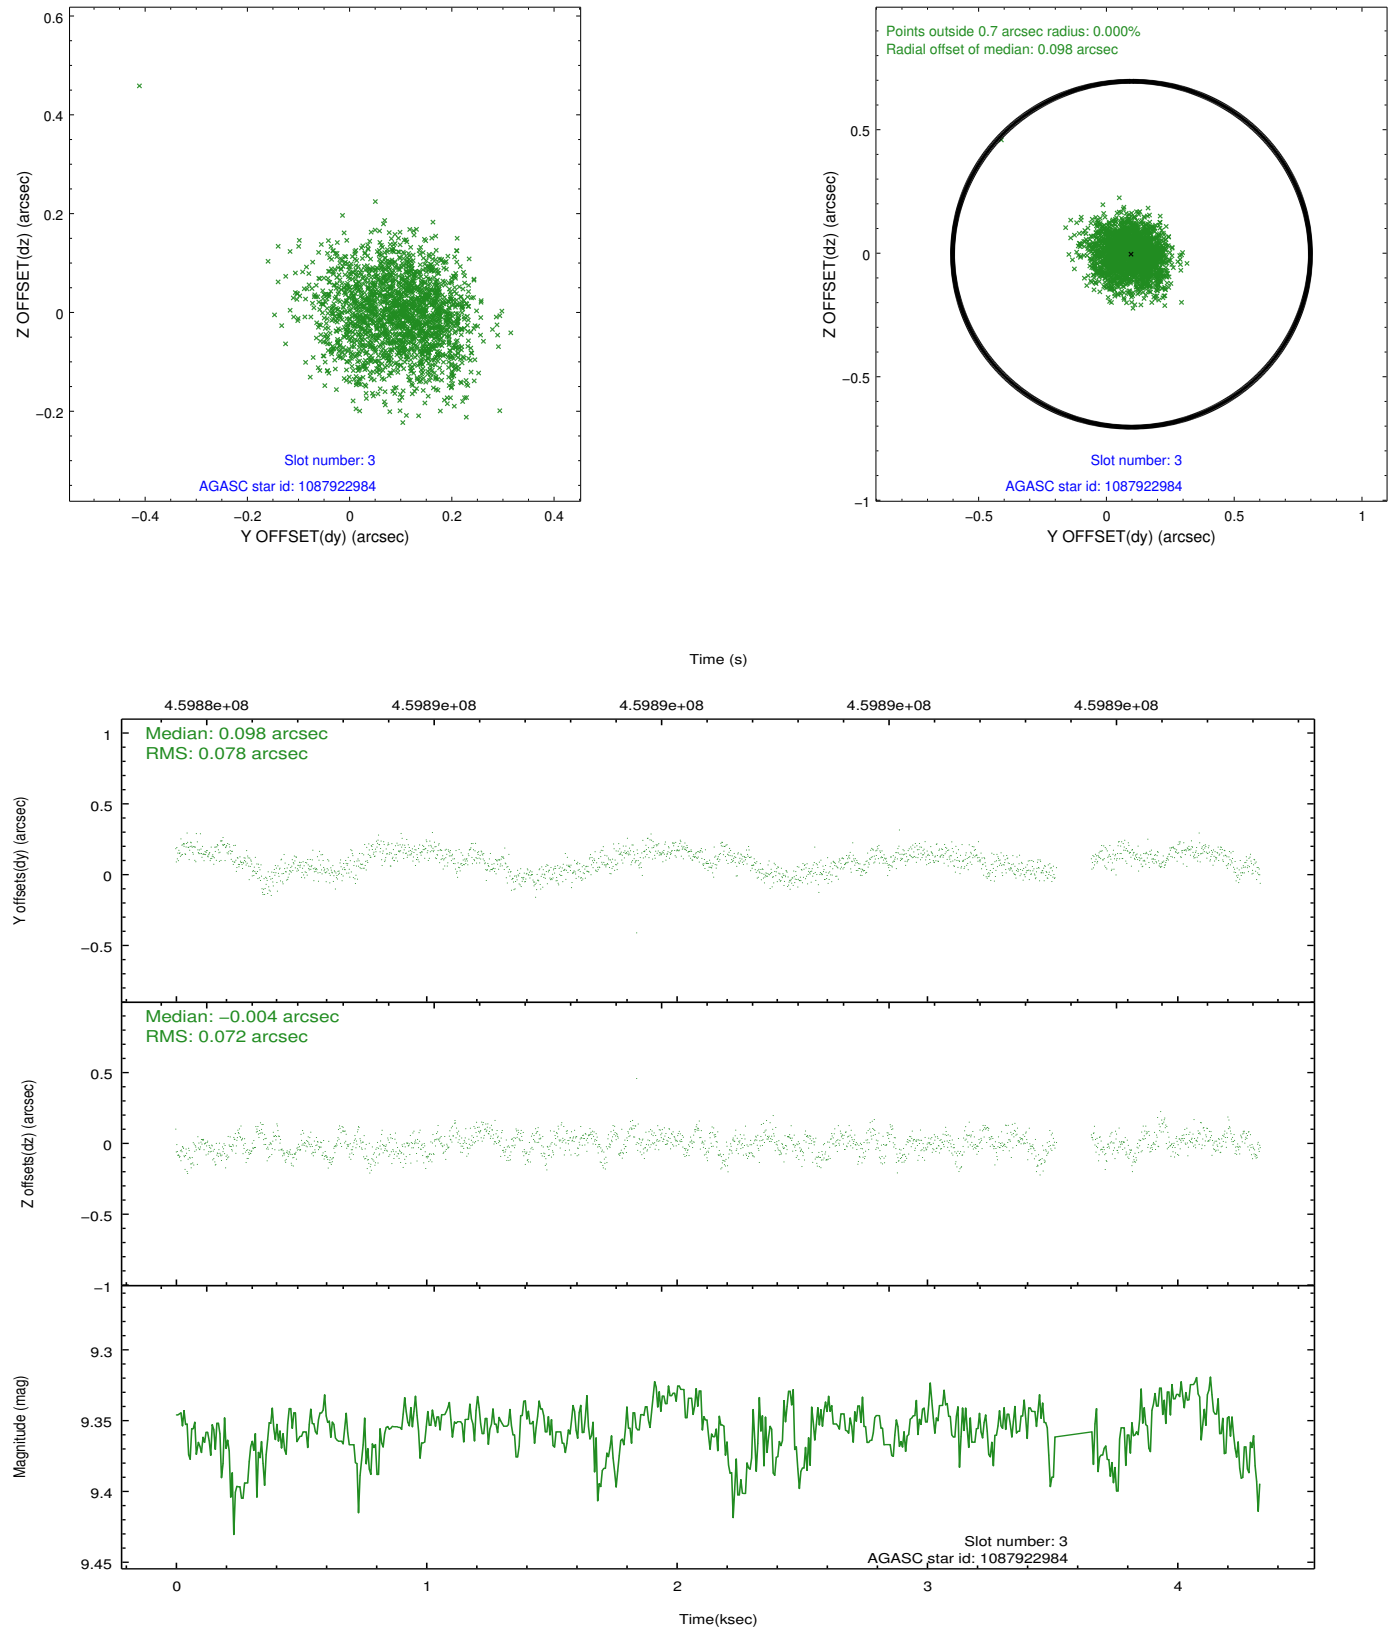 0.6
0.4
0.2
0
−0.2
Z OFFSET(dz) (arcsec)
Slot number: 3
AGASC star id: 1087922984
−0.4
−0.2
0
0.2
0.4
Y OFFSET(dy) (arcsec)
Points outside 0.7 arcsec radius: 0.000%
Radial offset of median: 0.098 arcsec
0.5
0
−0.5
−1
Z OFFSET(dz) (arcsec)
Slot number: 3
AGASC star id: 1087922984
−0.5
0
0.5
1
Y OFFSET(dy) (arcsec)
Time (s)
4.5988e+08
4.5989e+08
4.5989e+08
4.5989e+08
4.5989e+08
Median: 0.098 arcsec
RMS: 0.078 arcsec
1
0.5
0
−0.5
Y offsets(dy) (arcsec)
Median: −0.004 arcsec
RMS: 0.072 arcsec
0.5
0
−0.5
−1
Z offsets(dz) (arcsec)
9.3
9.35
9.4
9.45
Magnitude (mag)
Slot number: 3
AGASC star id: 1087922984
0
1
2
3
4
Time(ksec)